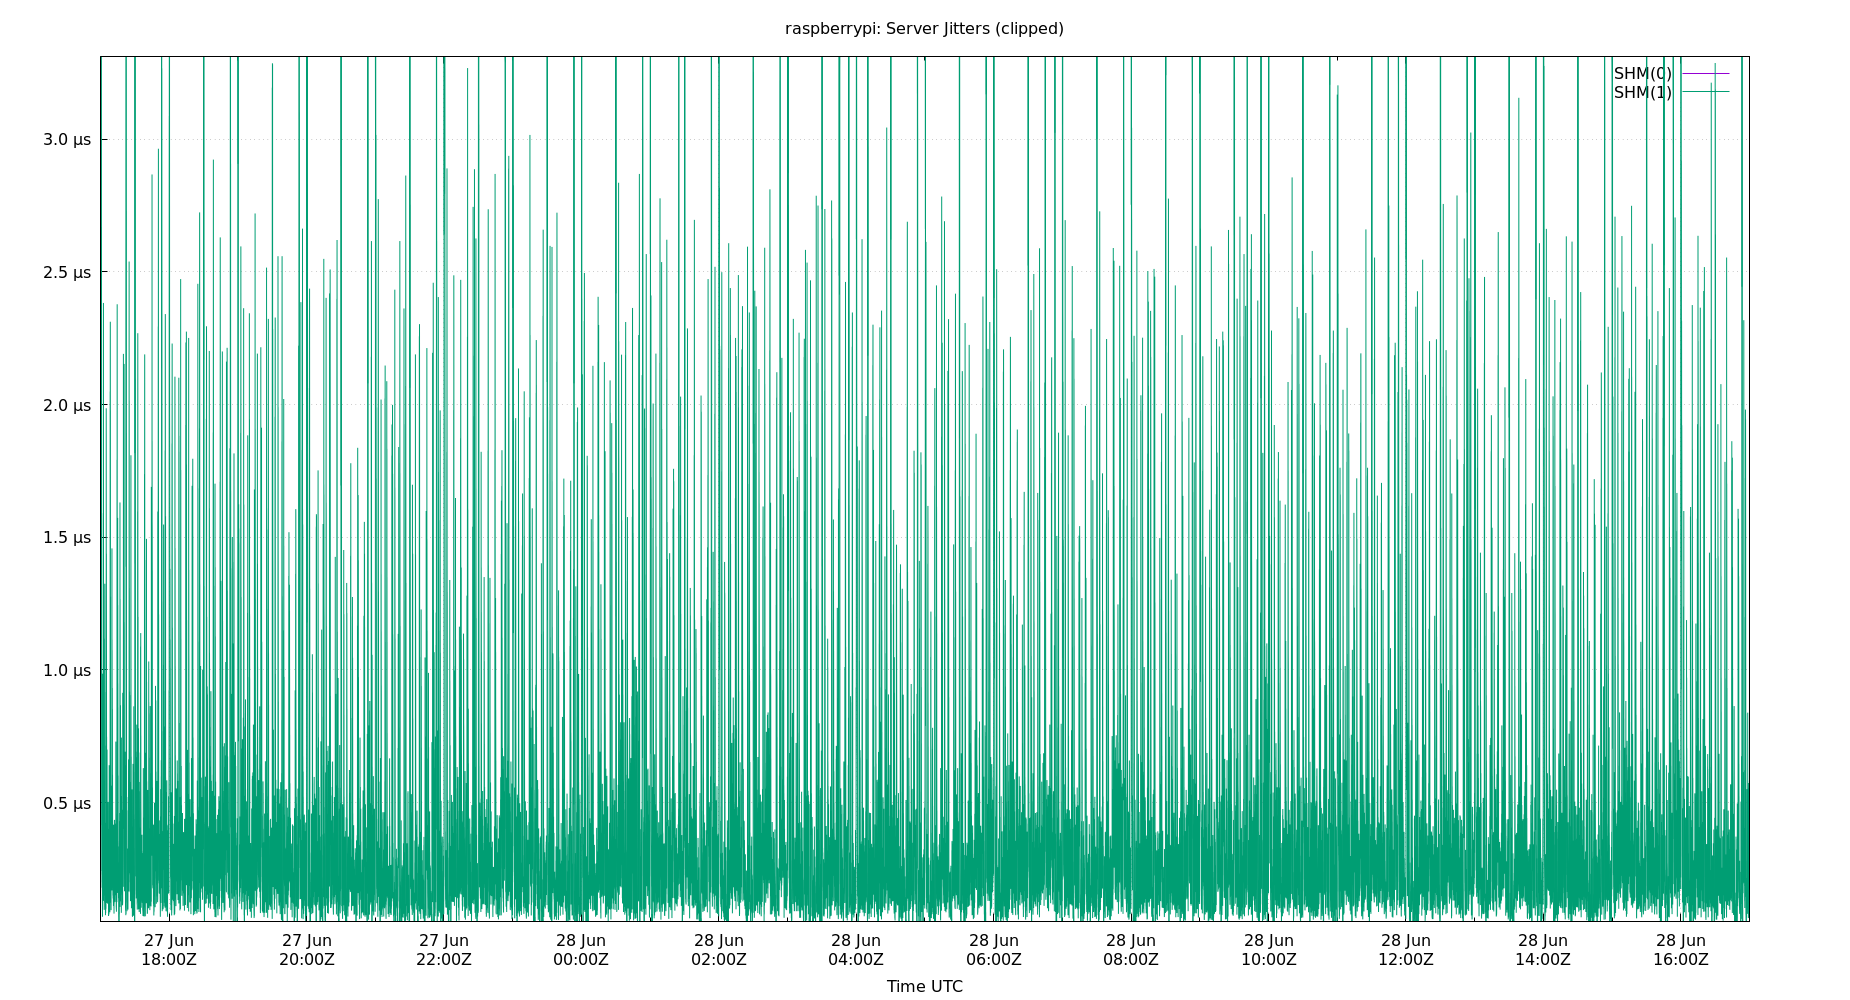 raspberrypi: Server Jitters (clipped)
SHM(0)
SHM(1)
3.0 µs
2.5 µs
2.0 µs
1.5 µs
1.0 µs
0.5 µs
27 Jun 27 Jun 27 Jun 28 Jun 28 Jun 28 Jun 28 Jun 28 Jun 28 Jun 28 Jun 28 Jun 28 Jun
18:00Z 20:00Z 22:00Z 00:00Z 02:00Z 04:00Z 06:00Z 08:00Z 10:00Z 12:00Z 14:00Z 16:00Z
Time UTC